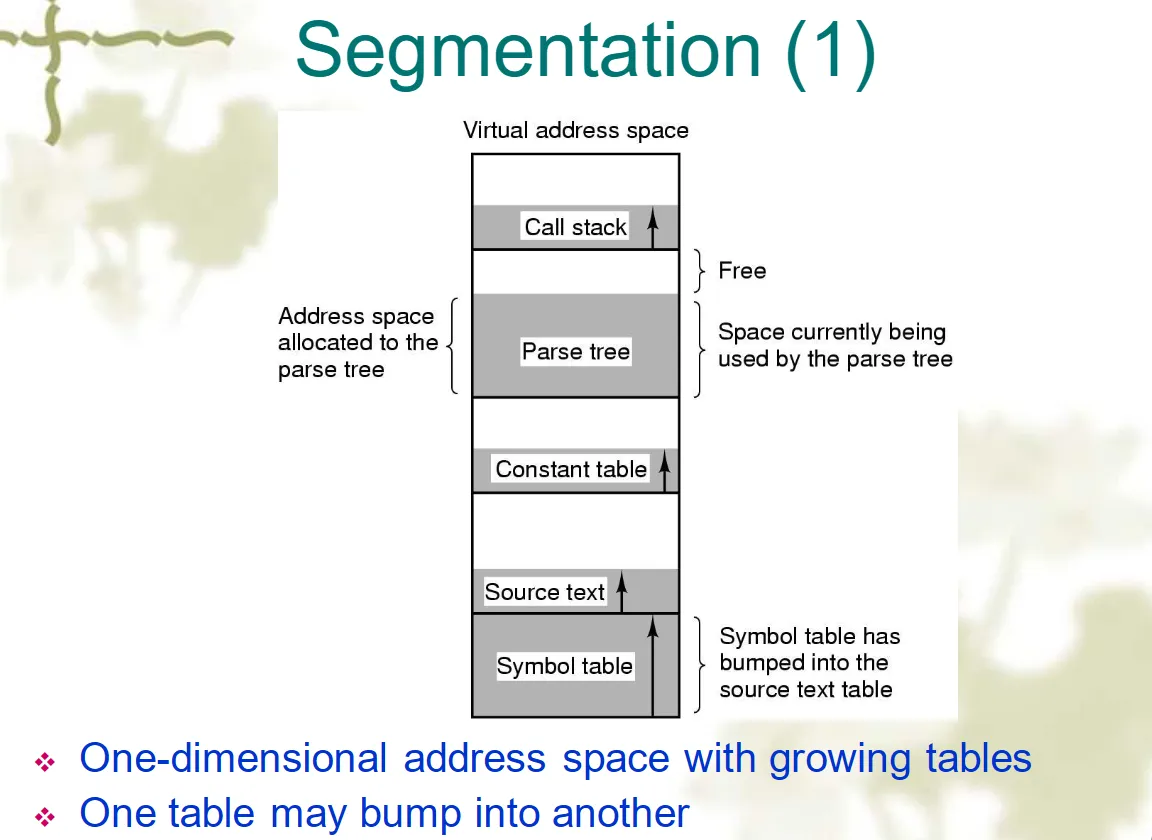 Segmentation (1)
Virtual address space
Call stack
Free
Address space
allocated to the
parse tree
Parse tree
Space currently being
used by the parse tree
Constant table
Source text
Symbol table
Symbol table has
bumped into the
source text table
One-dimensional address space with growing tables
One table may bump into another